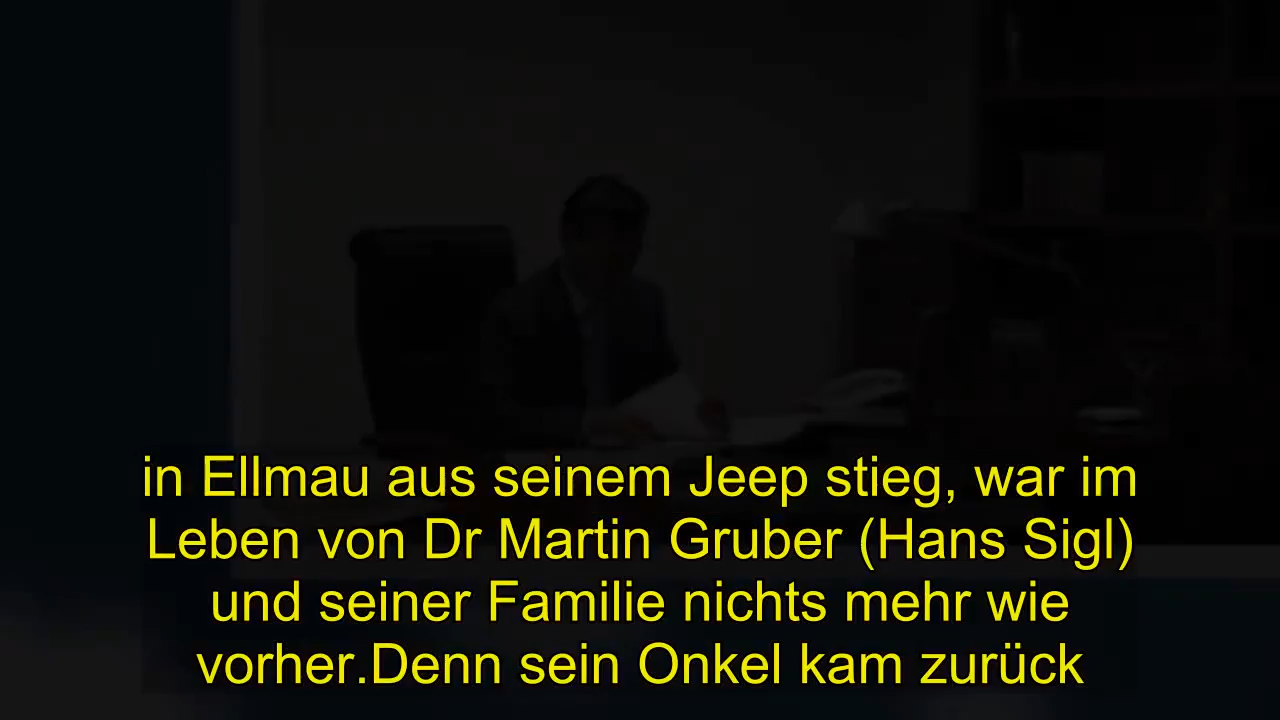 in Ellmau aus seinem Jeep stieg, war im
Leben von Dr Martin Gruber (Hans Sigl)
und seiner Familie nichts mehr wie
vorher.Denn sein Onkel kam zurück